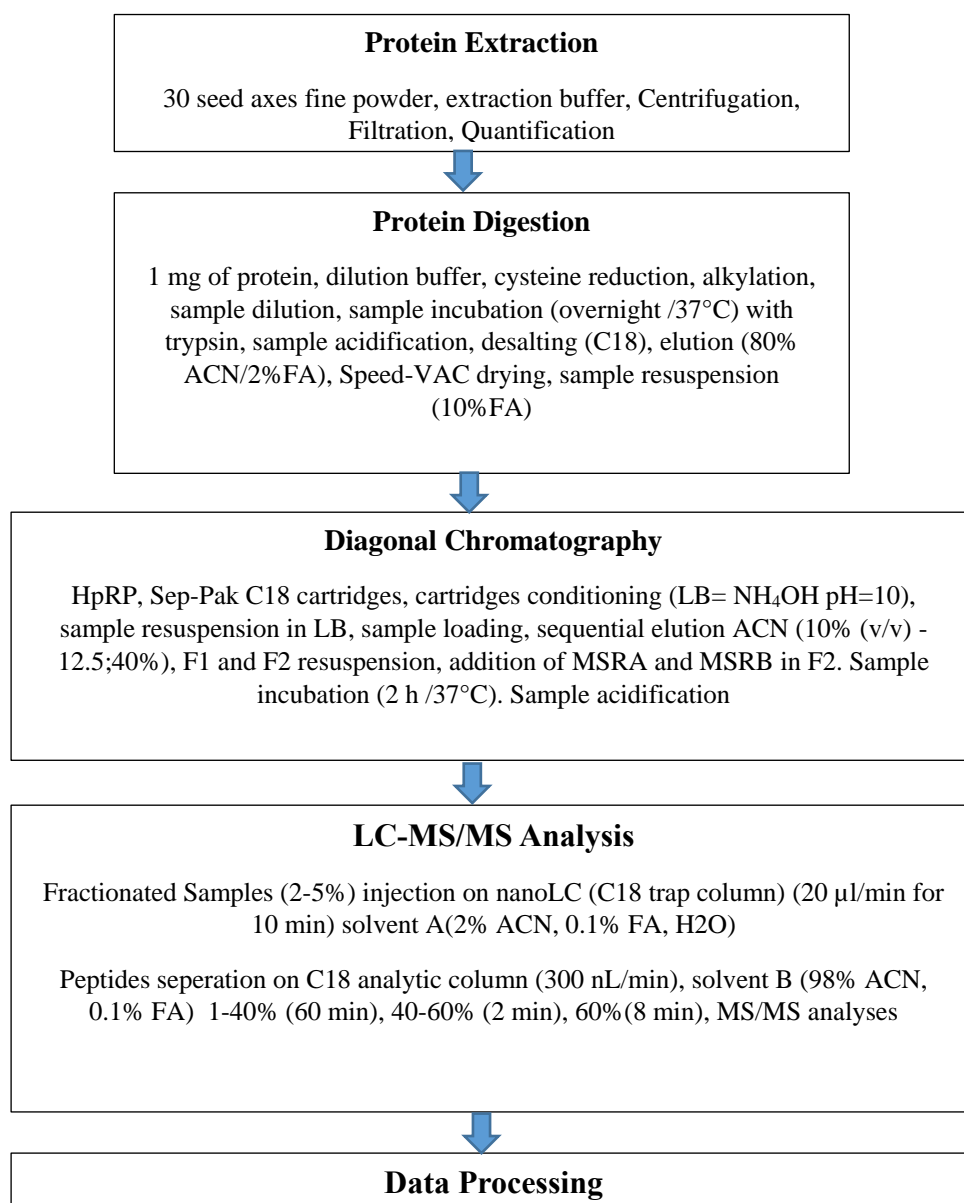 Protein Extraction
30 seed axes fine powder, extraction buffer, Centrifugation,
Filtration, Quantification
Protein Digestion
1 mg of protein, dilution buffer, cysteine reduction, alkylation,
sample dilution, sample incubation (overnight /37°C) with
trypsin, sample acidification, desalting (C18), elution (80%
ACN/2%FA), Speed-VAC drying, sample resuspension
(10%FA)
Diagonal Chromatography
HpRP, Sep-Pak C18 cartridges, cartridges conditioning (LB= NH₄OH pH=10),
sample resuspension in LB, sample loading, sequential elution ACN (10% (v/v) -
12.5;40%), F1 and F2 resuspension, addition of MSRA and MSRB in F2. Sample
incubation (2 h /37°C). Sample acidification
LC-MS/MS Analysis
Fractionated Samples (2-5%) injection on nanoLC (C18 trap column) (20 µl/min for
10 min) solvent A(2% ACN, 0.1% FA, H2O)
Peptides seperation on C18 analytic column (300 nL/min), solvent B (98% ACN,
0.1% FA) 1-40% (60 min), 40-60% (2 min), 60%(8 min), MS/MS analyses
Data Processing